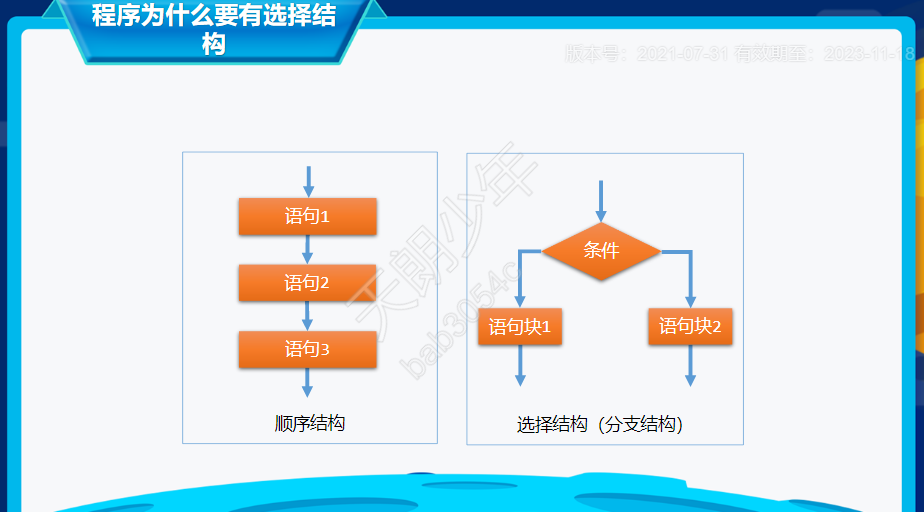 程序为什么要有选择结
构
版本号：2021-07-31 有效期至：2023-11-18
语句1
语句2
语句3
顺序结构
条件
语句块1
语句块2
选择结构（分支结构）
天朗少年
bab3054c